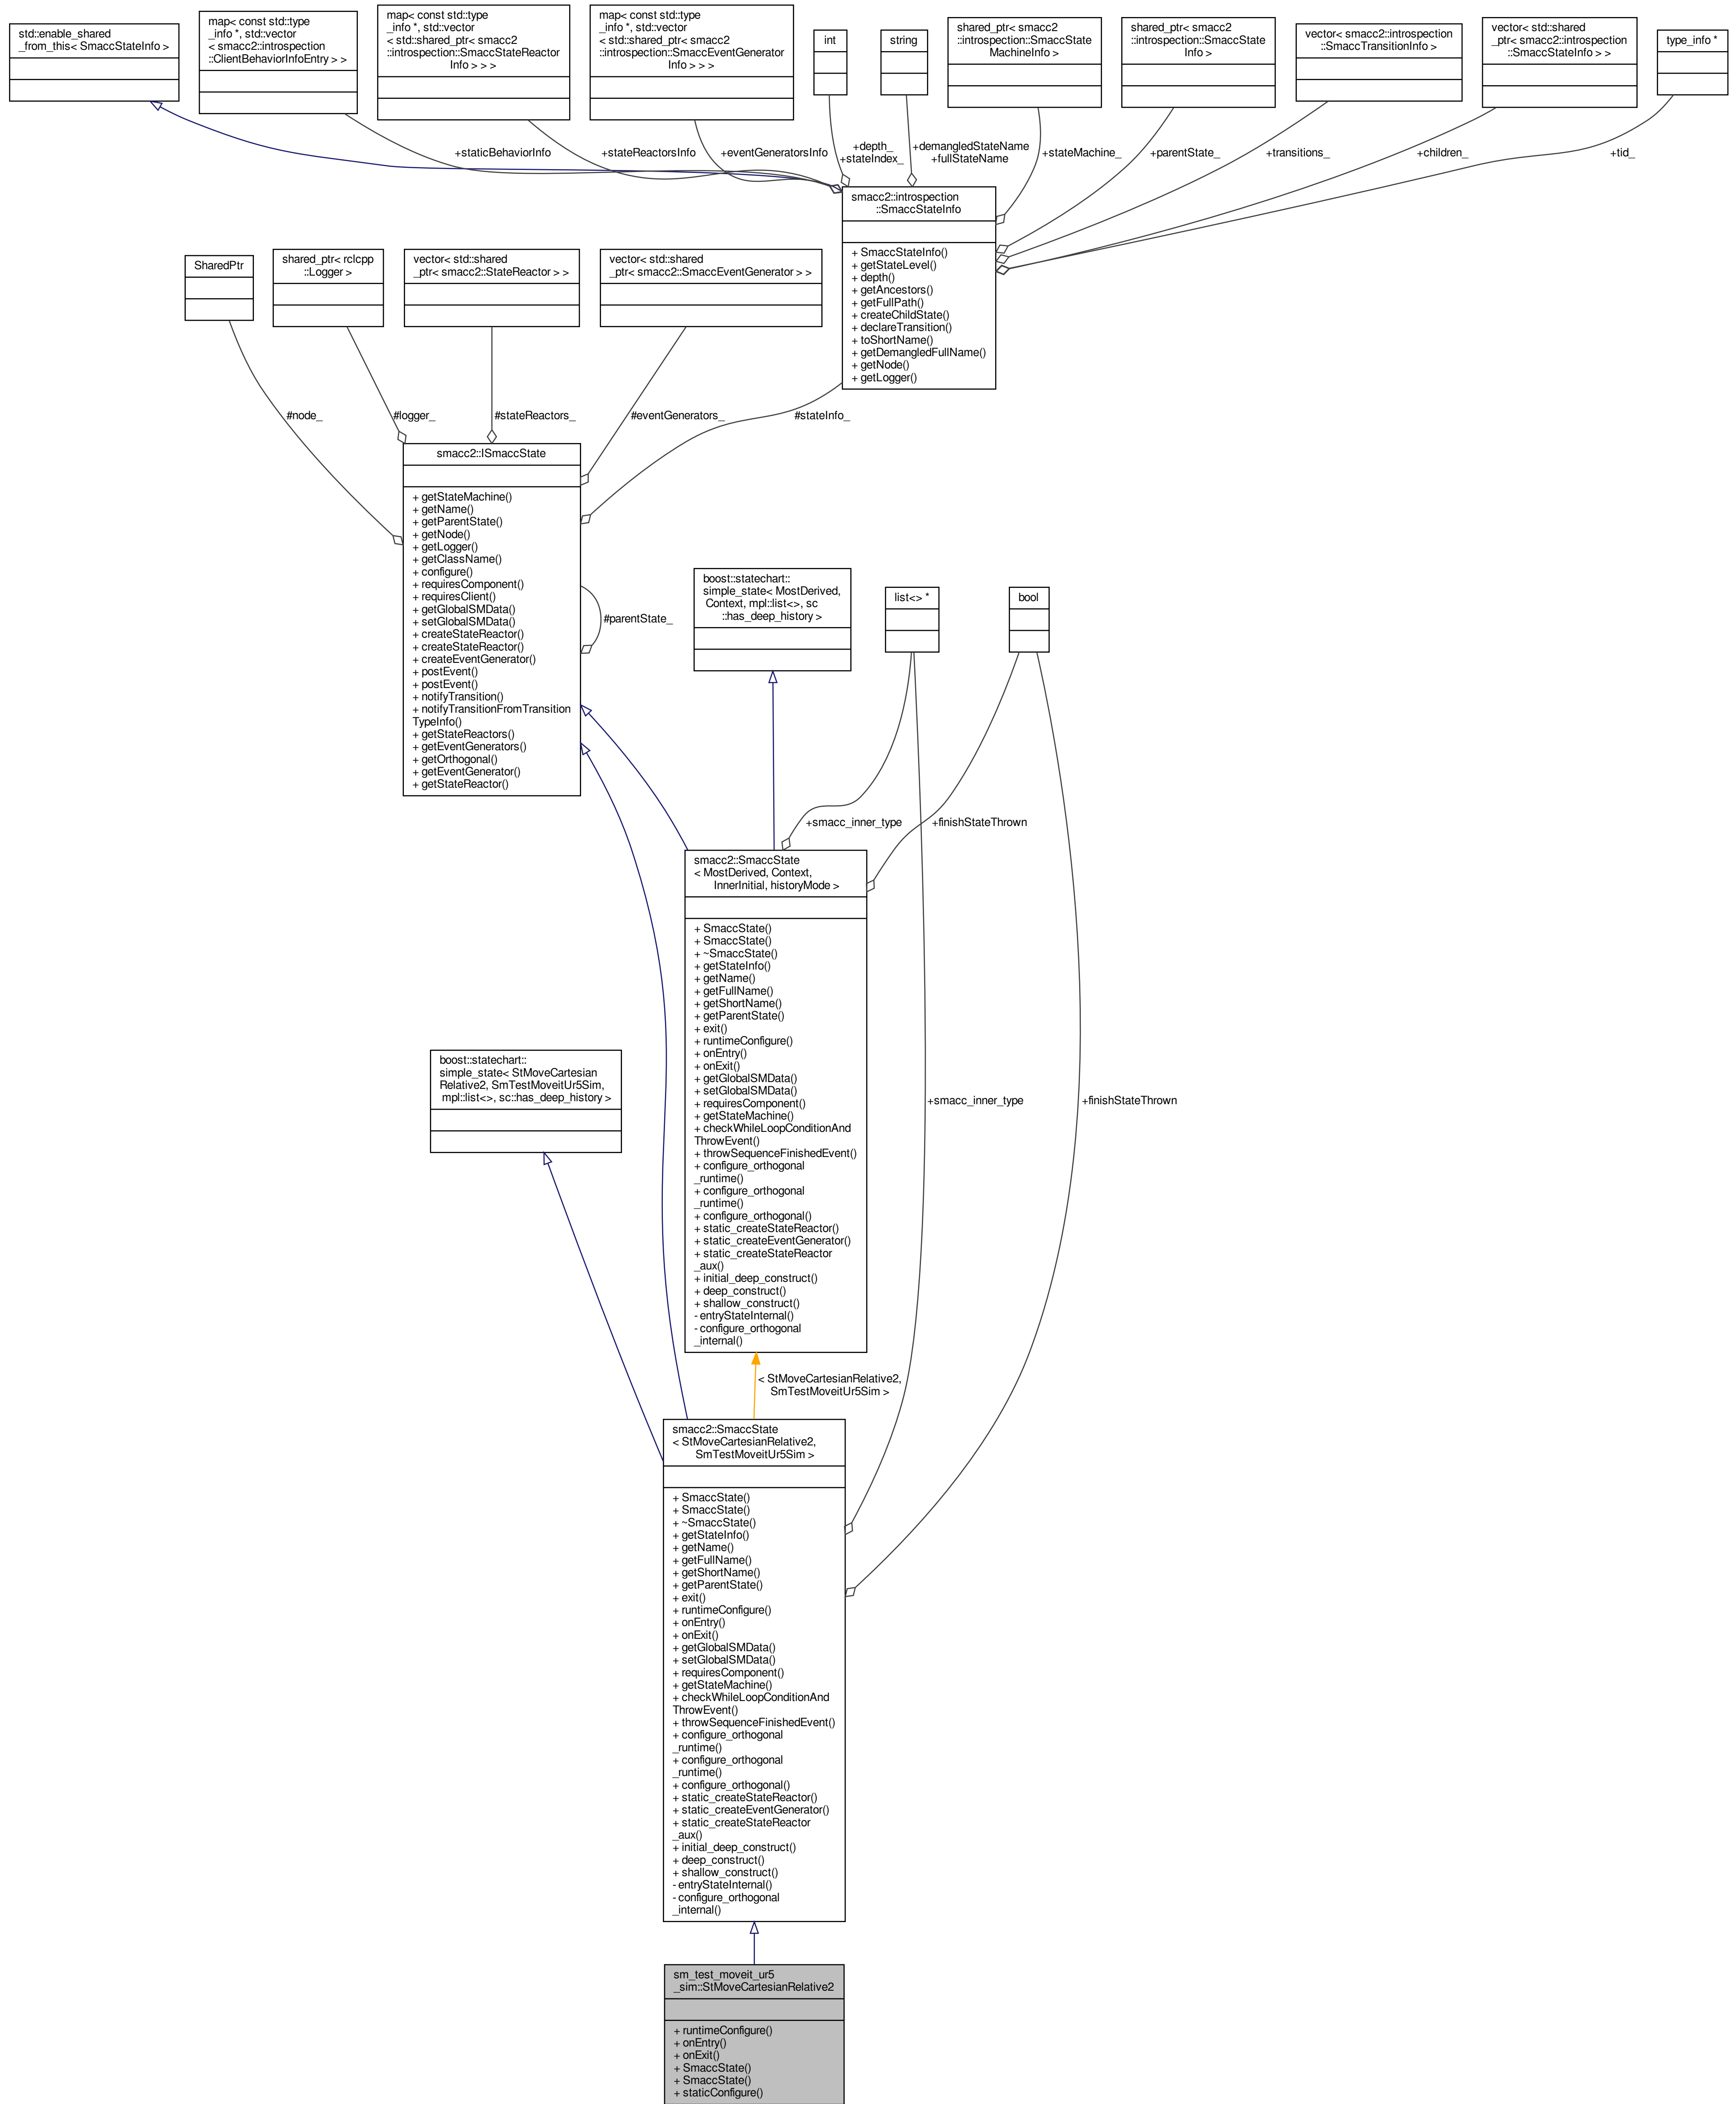 std::enable_shared
_from_this< SmaccStateInfo >
map< const std::type
_info *, std::vector
< smacc2::introspection
::ClientBehaviorInfoEntry > >
map< const std::type
_info *, std::vector
< std::shared_ptr< smacc2
::introspection::SmaccStateReactor
Info > > >
map< const std::type
_info *, std::vector
< std::shared_ptr< smacc2
::introspection::SmaccEventGenerator
Info > > >
int
string
shared_ptr< smacc2
::introspection::SmaccState
MachineInfo >
shared_ptr< smacc2
::introspection::SmaccState
Info >
vector< smacc2::introspection
::SmaccTransitionInfo >
vector< std::shared
_ptr< smacc2::introspection
::SmaccStateInfo > >
type_info *
+staticBehaviorInfo
+stateReactorsInfo
+eventGeneratorsInfo
+depth_
+stateIndex_
+demangledStateName
+fullStateName
+stateMachine_
+parentState_
+transitions_
+children_
+tid_
smacc2::introspection
::SmaccStateInfo
+ SmaccStateInfo()
+ getStateLevel()
+ depth()
+ getAncestors()
+ getFullPath()
+ createChildState()
+ declareTransition()
+ toShortName()
+ getDemangledFullName()
+ getNode()
+ getLogger()
SharedPtr
shared_ptr< rclcpp
::Logger >
vector< std::shared
_ptr< smacc2::StateReactor > >
vector< std::shared
_ptr< smacc2::SmaccEventGenerator > >
#node_
#logger_
#stateReactors_
#eventGenerators_
#stateInfo_
smacc2::ISmaccState
+ getStateMachine()
+ getName()
+ getParentState()
+ getNode()
+ getLogger()
+ getClassName()
+ configure()
+ requiresComponent()
+ requiresClient()
+ getGlobalSMData()
+ setGlobalSMData()
+ createStateReactor()
+ createStateReactor()
+ createEventGenerator()
+ postEvent()
+ postEvent()
+ notifyTransition()
+ notifyTransitionFromTransition
TypeInfo()
+ getStateReactors()
+ getEventGenerators()
+ getOrthogonal()
+ getEventGenerator()
+ getStateReactor()
#parentState_
boost::statechart::
simple_state< MostDerived,
Context, mpl::list<>, sc
::has_deep_history >
list<> *
bool
+smacc_inner_type
+finishStateThrown
smacc2::SmaccState
< MostDerived, Context,
InnerInitial, historyMode >
+ SmaccState()
+ SmaccState()
+ ~SmaccState()
+ getStateInfo()
+ getName()
+ getFullName()
+ getShortName()
+ getParentState()
+ exit()
+ runtimeConfigure()
+ onEntry()
+ onExit()
+ getGlobalSMData()
+ setGlobalSMData()
+ requiresComponent()
+ getStateMachine()
+ checkWhileLoopConditionAnd
ThrowEvent()
+ throwSequenceFinishedEvent()
+ configure_orthogonal
_runtime()
+ configure_orthogonal
_runtime()
+ configure_orthogonal()
+ static_createStateReactor()
+ static_createEventGenerator()
+ static_createStateReactor
_aux()
+ initial_deep_construct()
+ deep_construct()
+ shallow_construct()
- entryStateInternal()
- configure_orthogonal
_internal()
boost::statechart::
simple_state< StMoveCartesian
Relative2, SmTestMoveitUr5Sim,
mpl::list<>, sc::has_deep_history >
+smacc_inner_type
+finishStateThrown
< StMoveCartesianRelative2,
SmTestMoveitUr5Sim >
smacc2::SmaccState
< StMoveCartesianRelative2,
SmTestMoveitUr5Sim >
+ SmaccState()
+ SmaccState()
+ ~SmaccState()
+ getStateInfo()
+ getName()
+ getFullName()
+ getShortName()
+ getParentState()
+ exit()
+ runtimeConfigure()
+ onEntry()
+ onExit()
+ getGlobalSMData()
+ setGlobalSMData()
+ requiresComponent()
+ getStateMachine()
+ checkWhileLoopConditionAnd
ThrowEvent()
+ throwSequenceFinishedEvent()
+ configure_orthogonal
_runtime()
+ configure_orthogonal
_runtime()
+ configure_orthogonal()
+ static_createStateReactor()
+ static_createEventGenerator()
+ static_createStateReactor
_aux()
+ initial_deep_construct()
+ deep_construct()
+ shallow_construct()
- entryStateInternal()
- configure_orthogonal
_internal()
sm_test_moveit_ur5
_sim::StMoveCartesianRelative2
+ runtimeConfigure()
+ onEntry()
+ onExit()
+ SmaccState()
+ SmaccState()
+ staticConfigure()